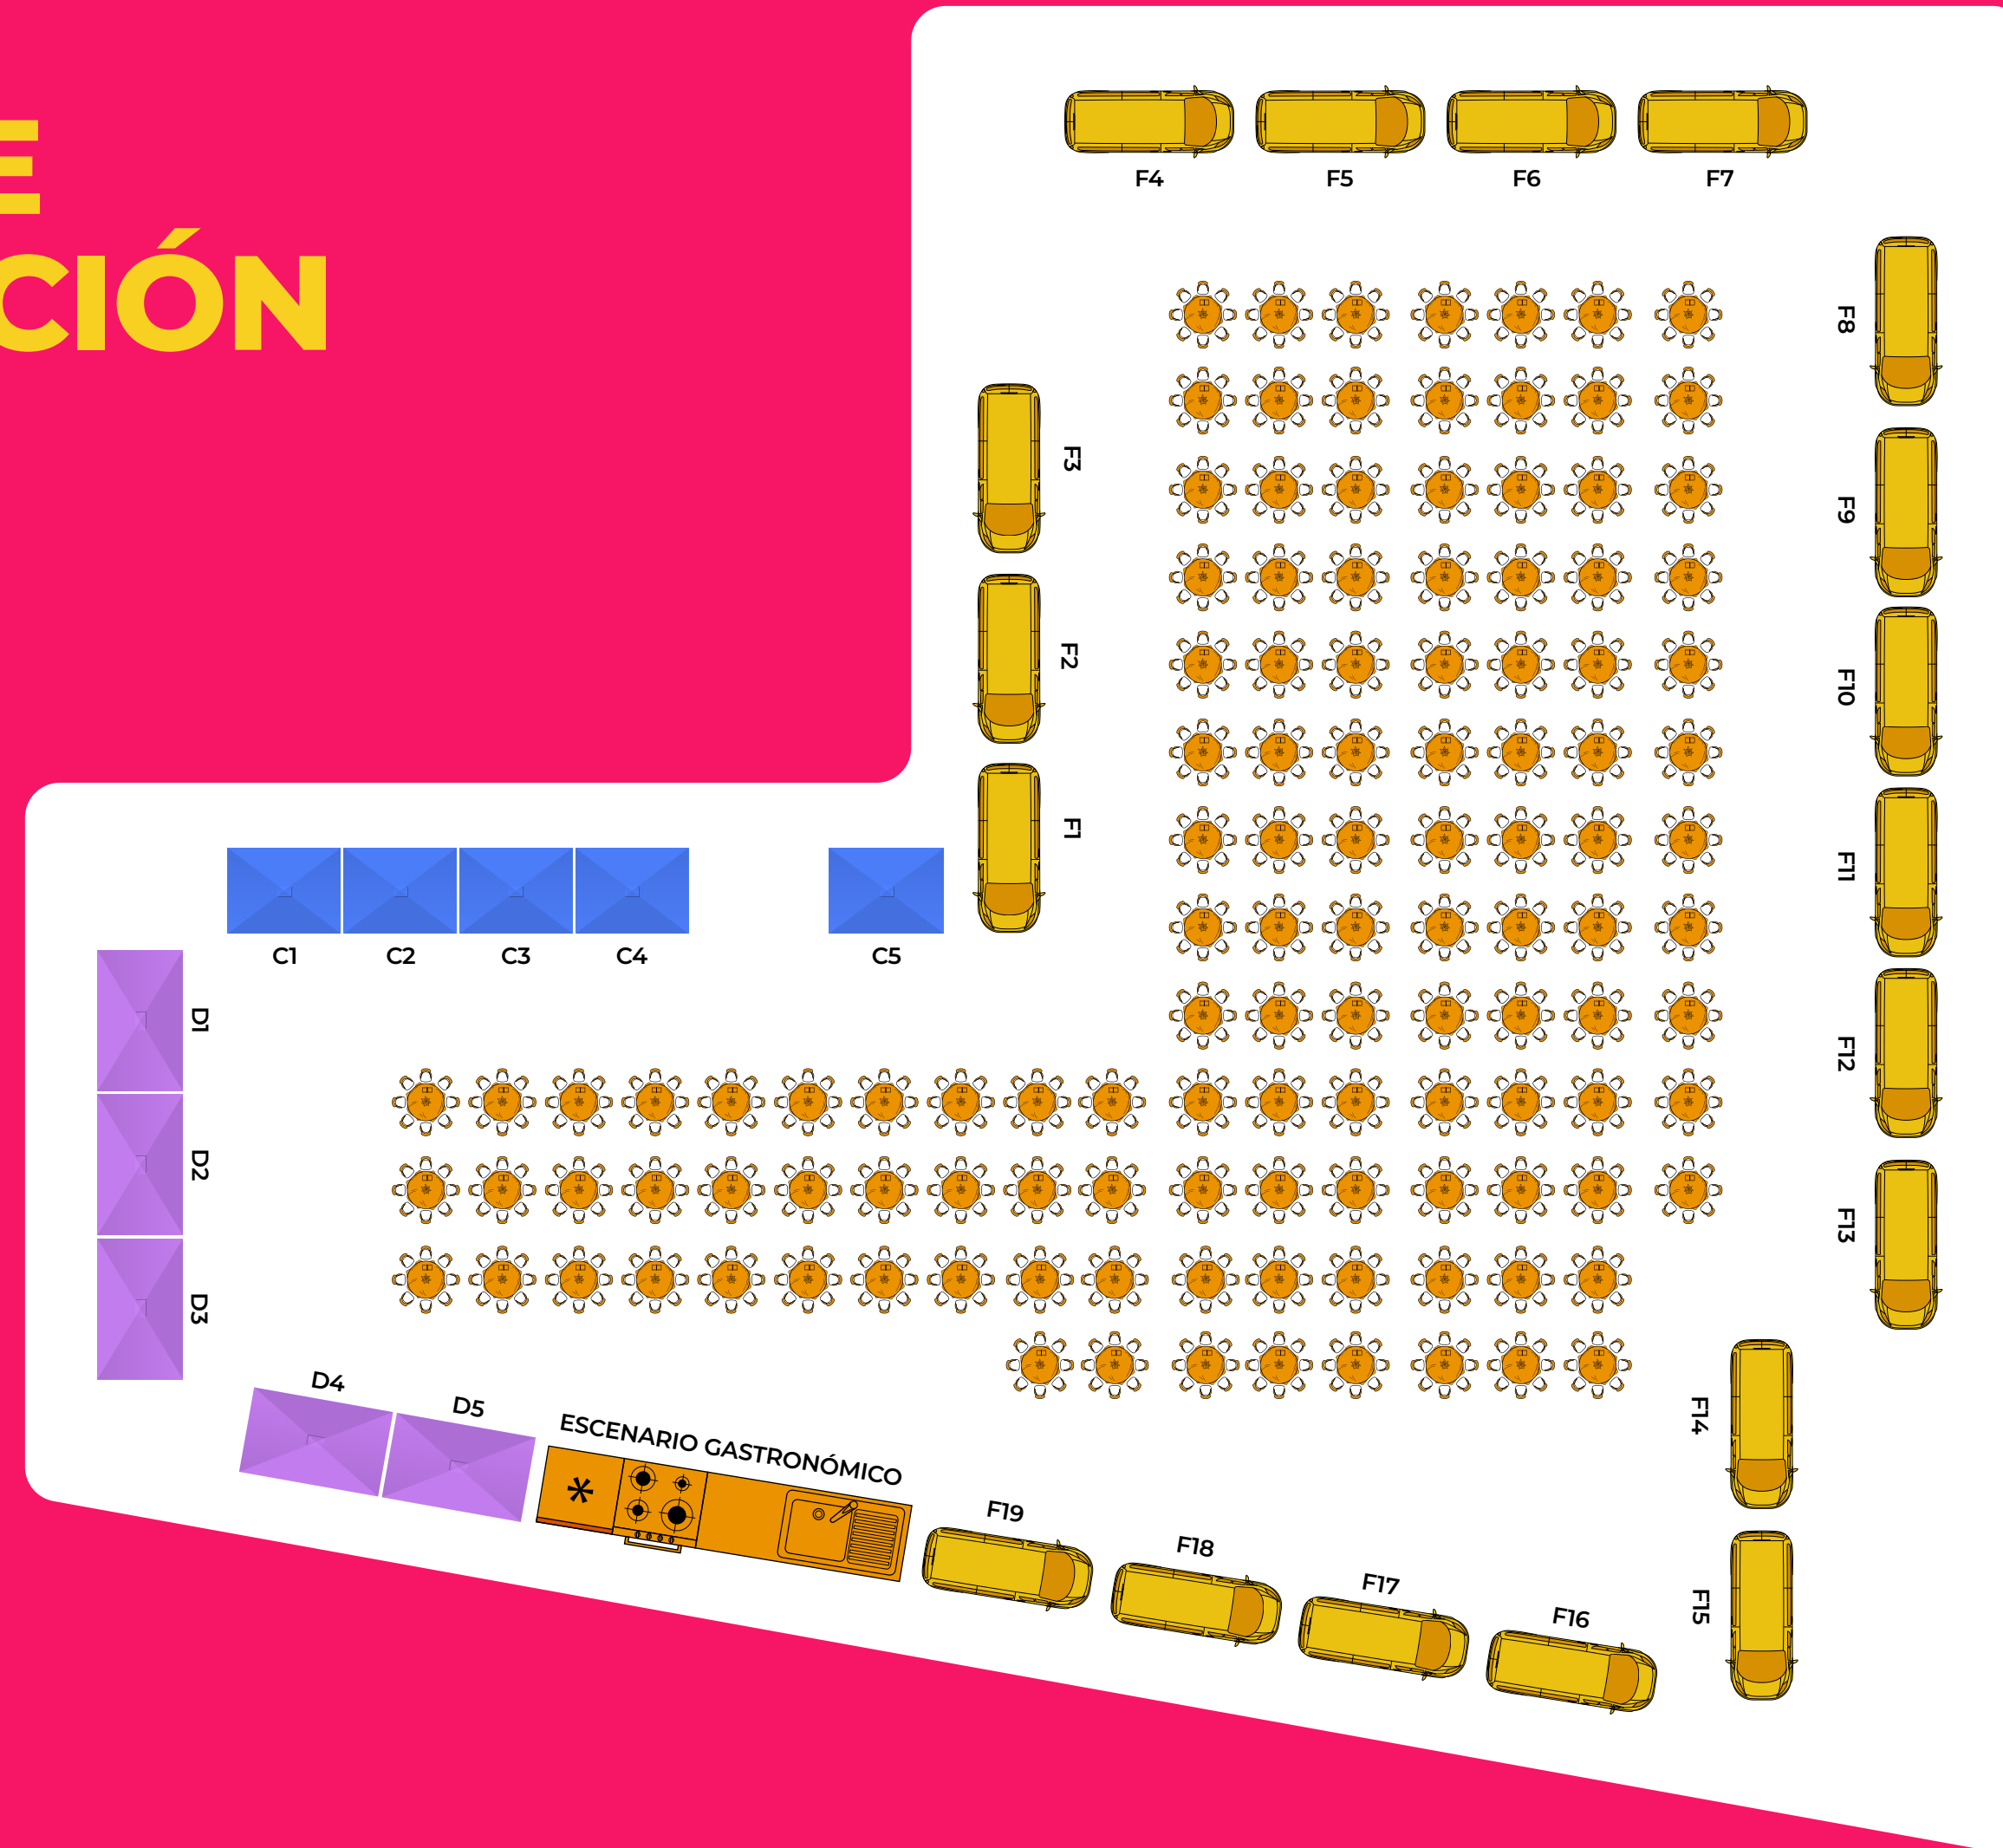 E
CIÓN
F4 F5 F6 F7
F8
F3
F9
F2
F10
F1
F11
C1 C2 C3 C4 C5
D1
F12
D2
F13
D3
D4
D5
ESCENARIO GASTRONÓMICO
*
F14
F19
F18
F17
F16
F15